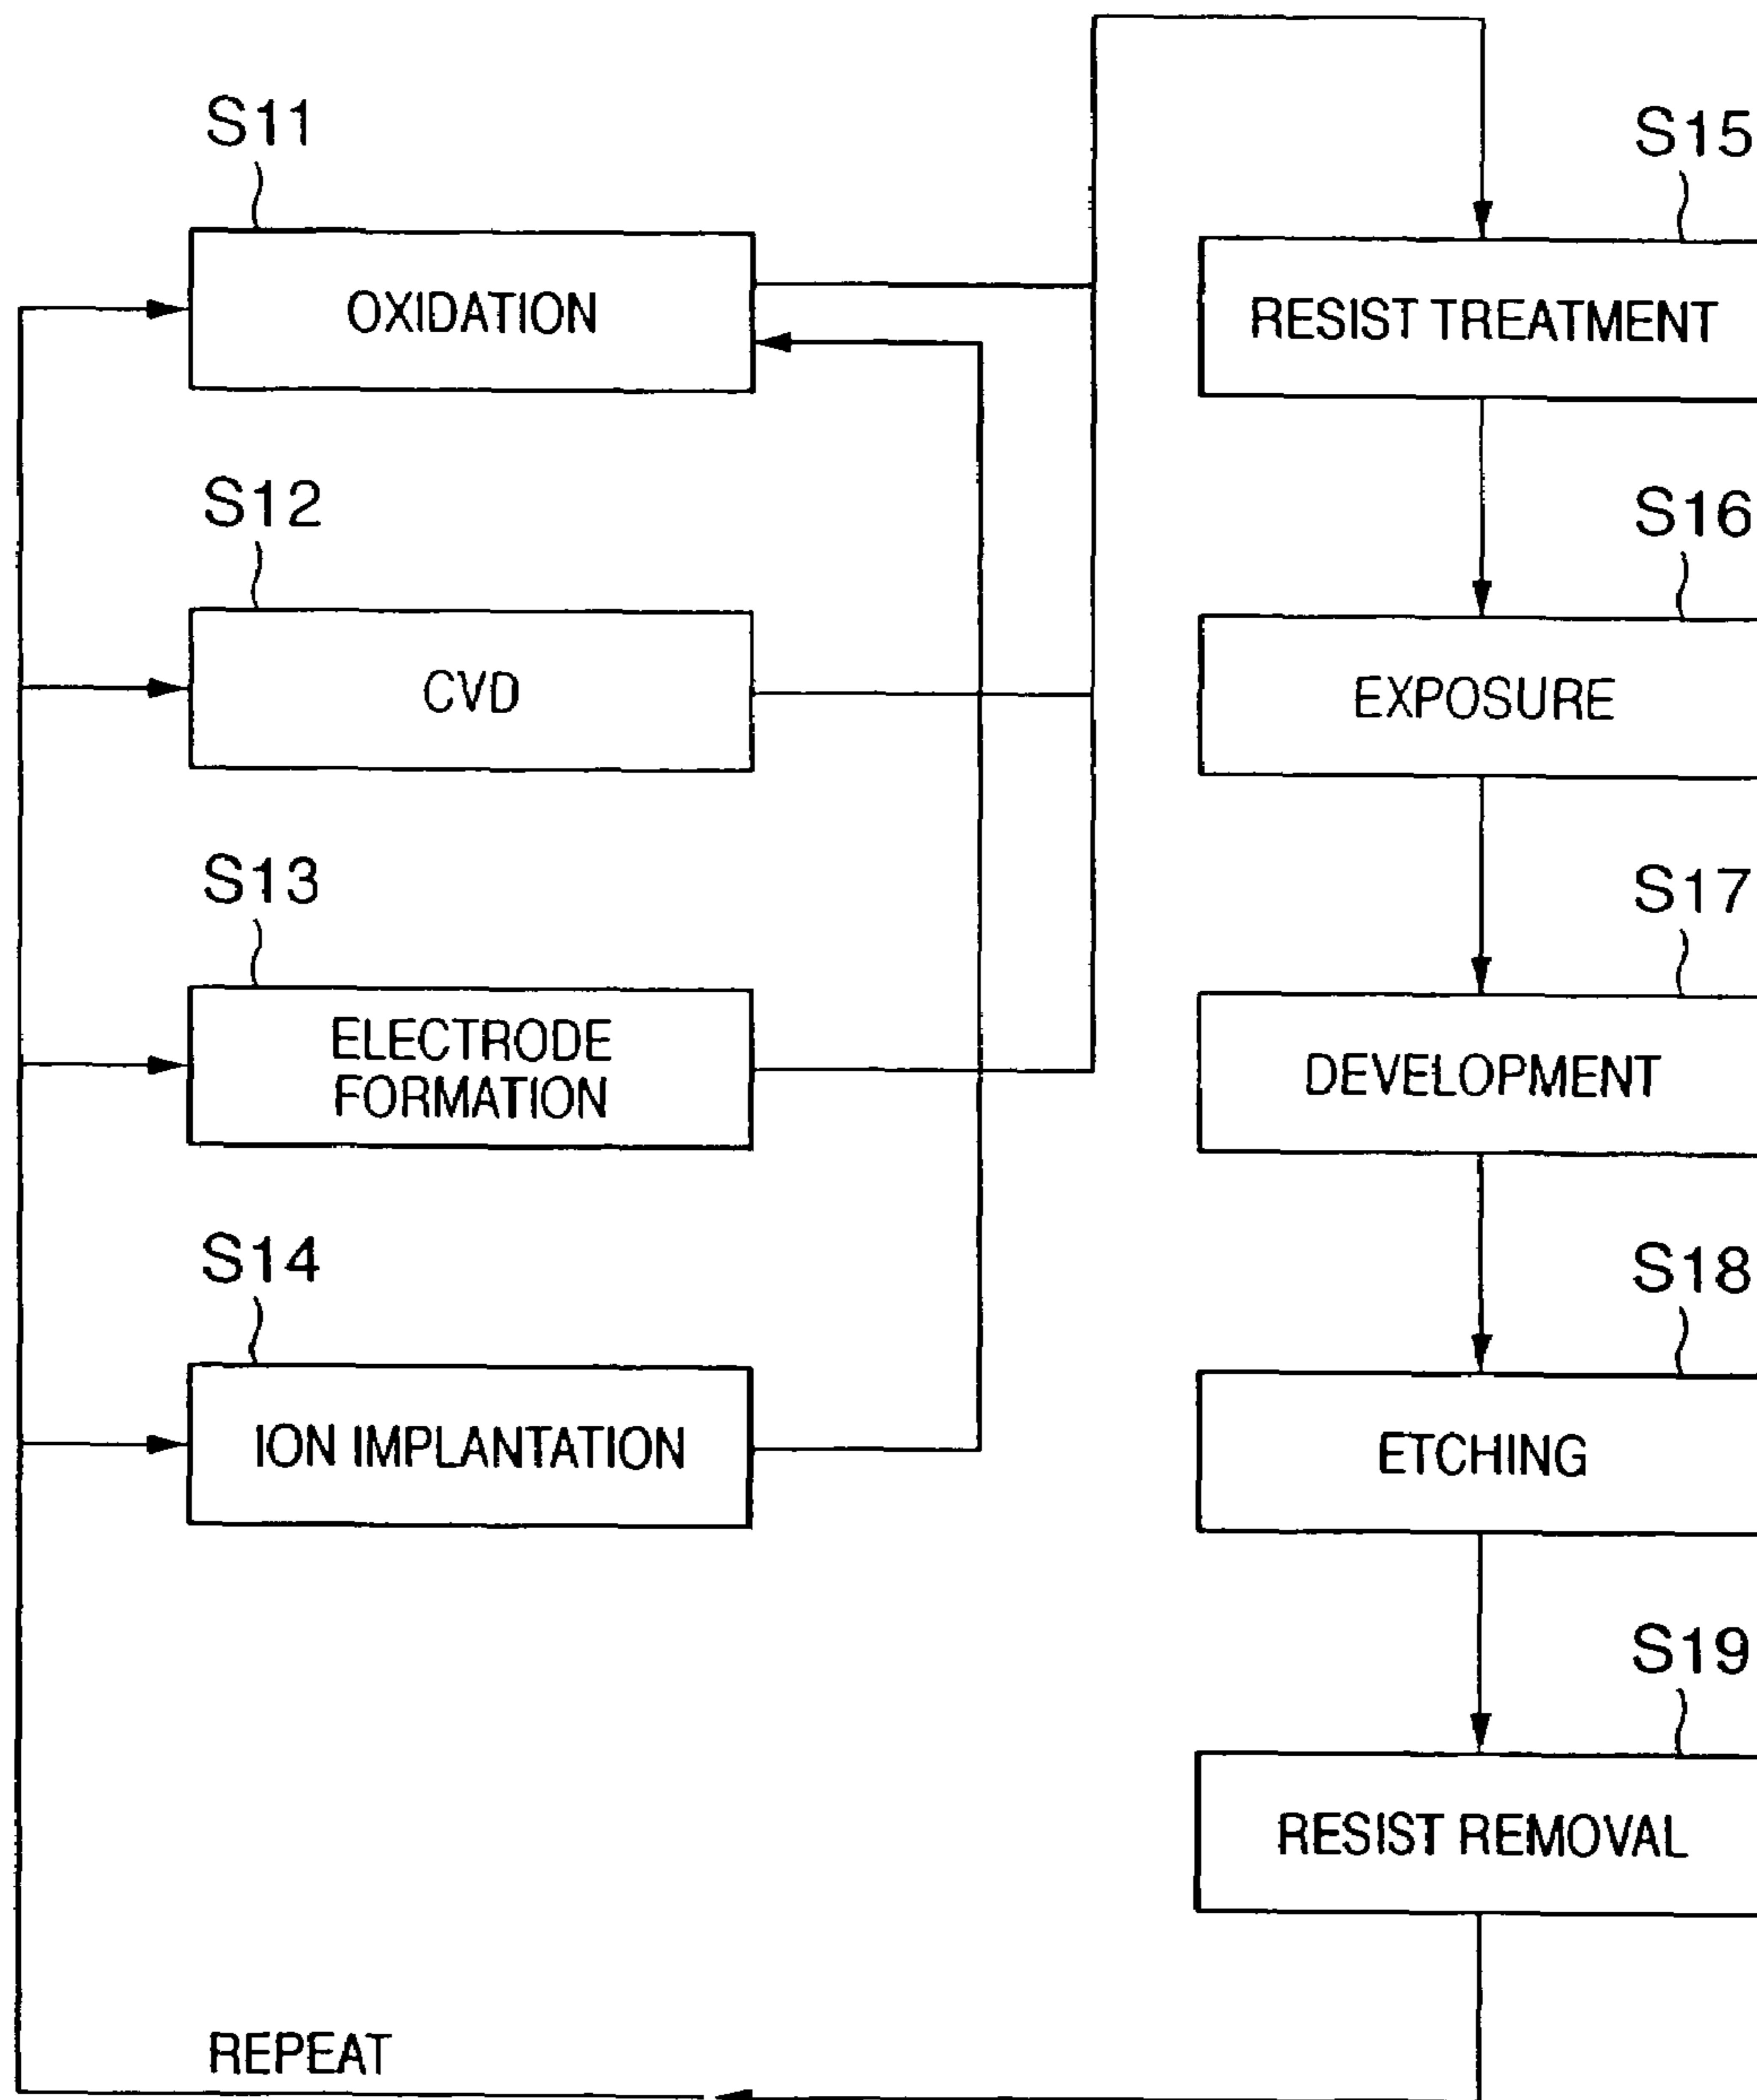 S11
OXIDATION
S12
CVD
S13
ELECTRODE
FORMATION
S14
ION IMPLANTATION
REPEAT
S15
RESIST TREATMENT
S16
EXPOSURE
S17
DEVELOPMENT
S18
ETCHING
S19
RESIST REMOVAL